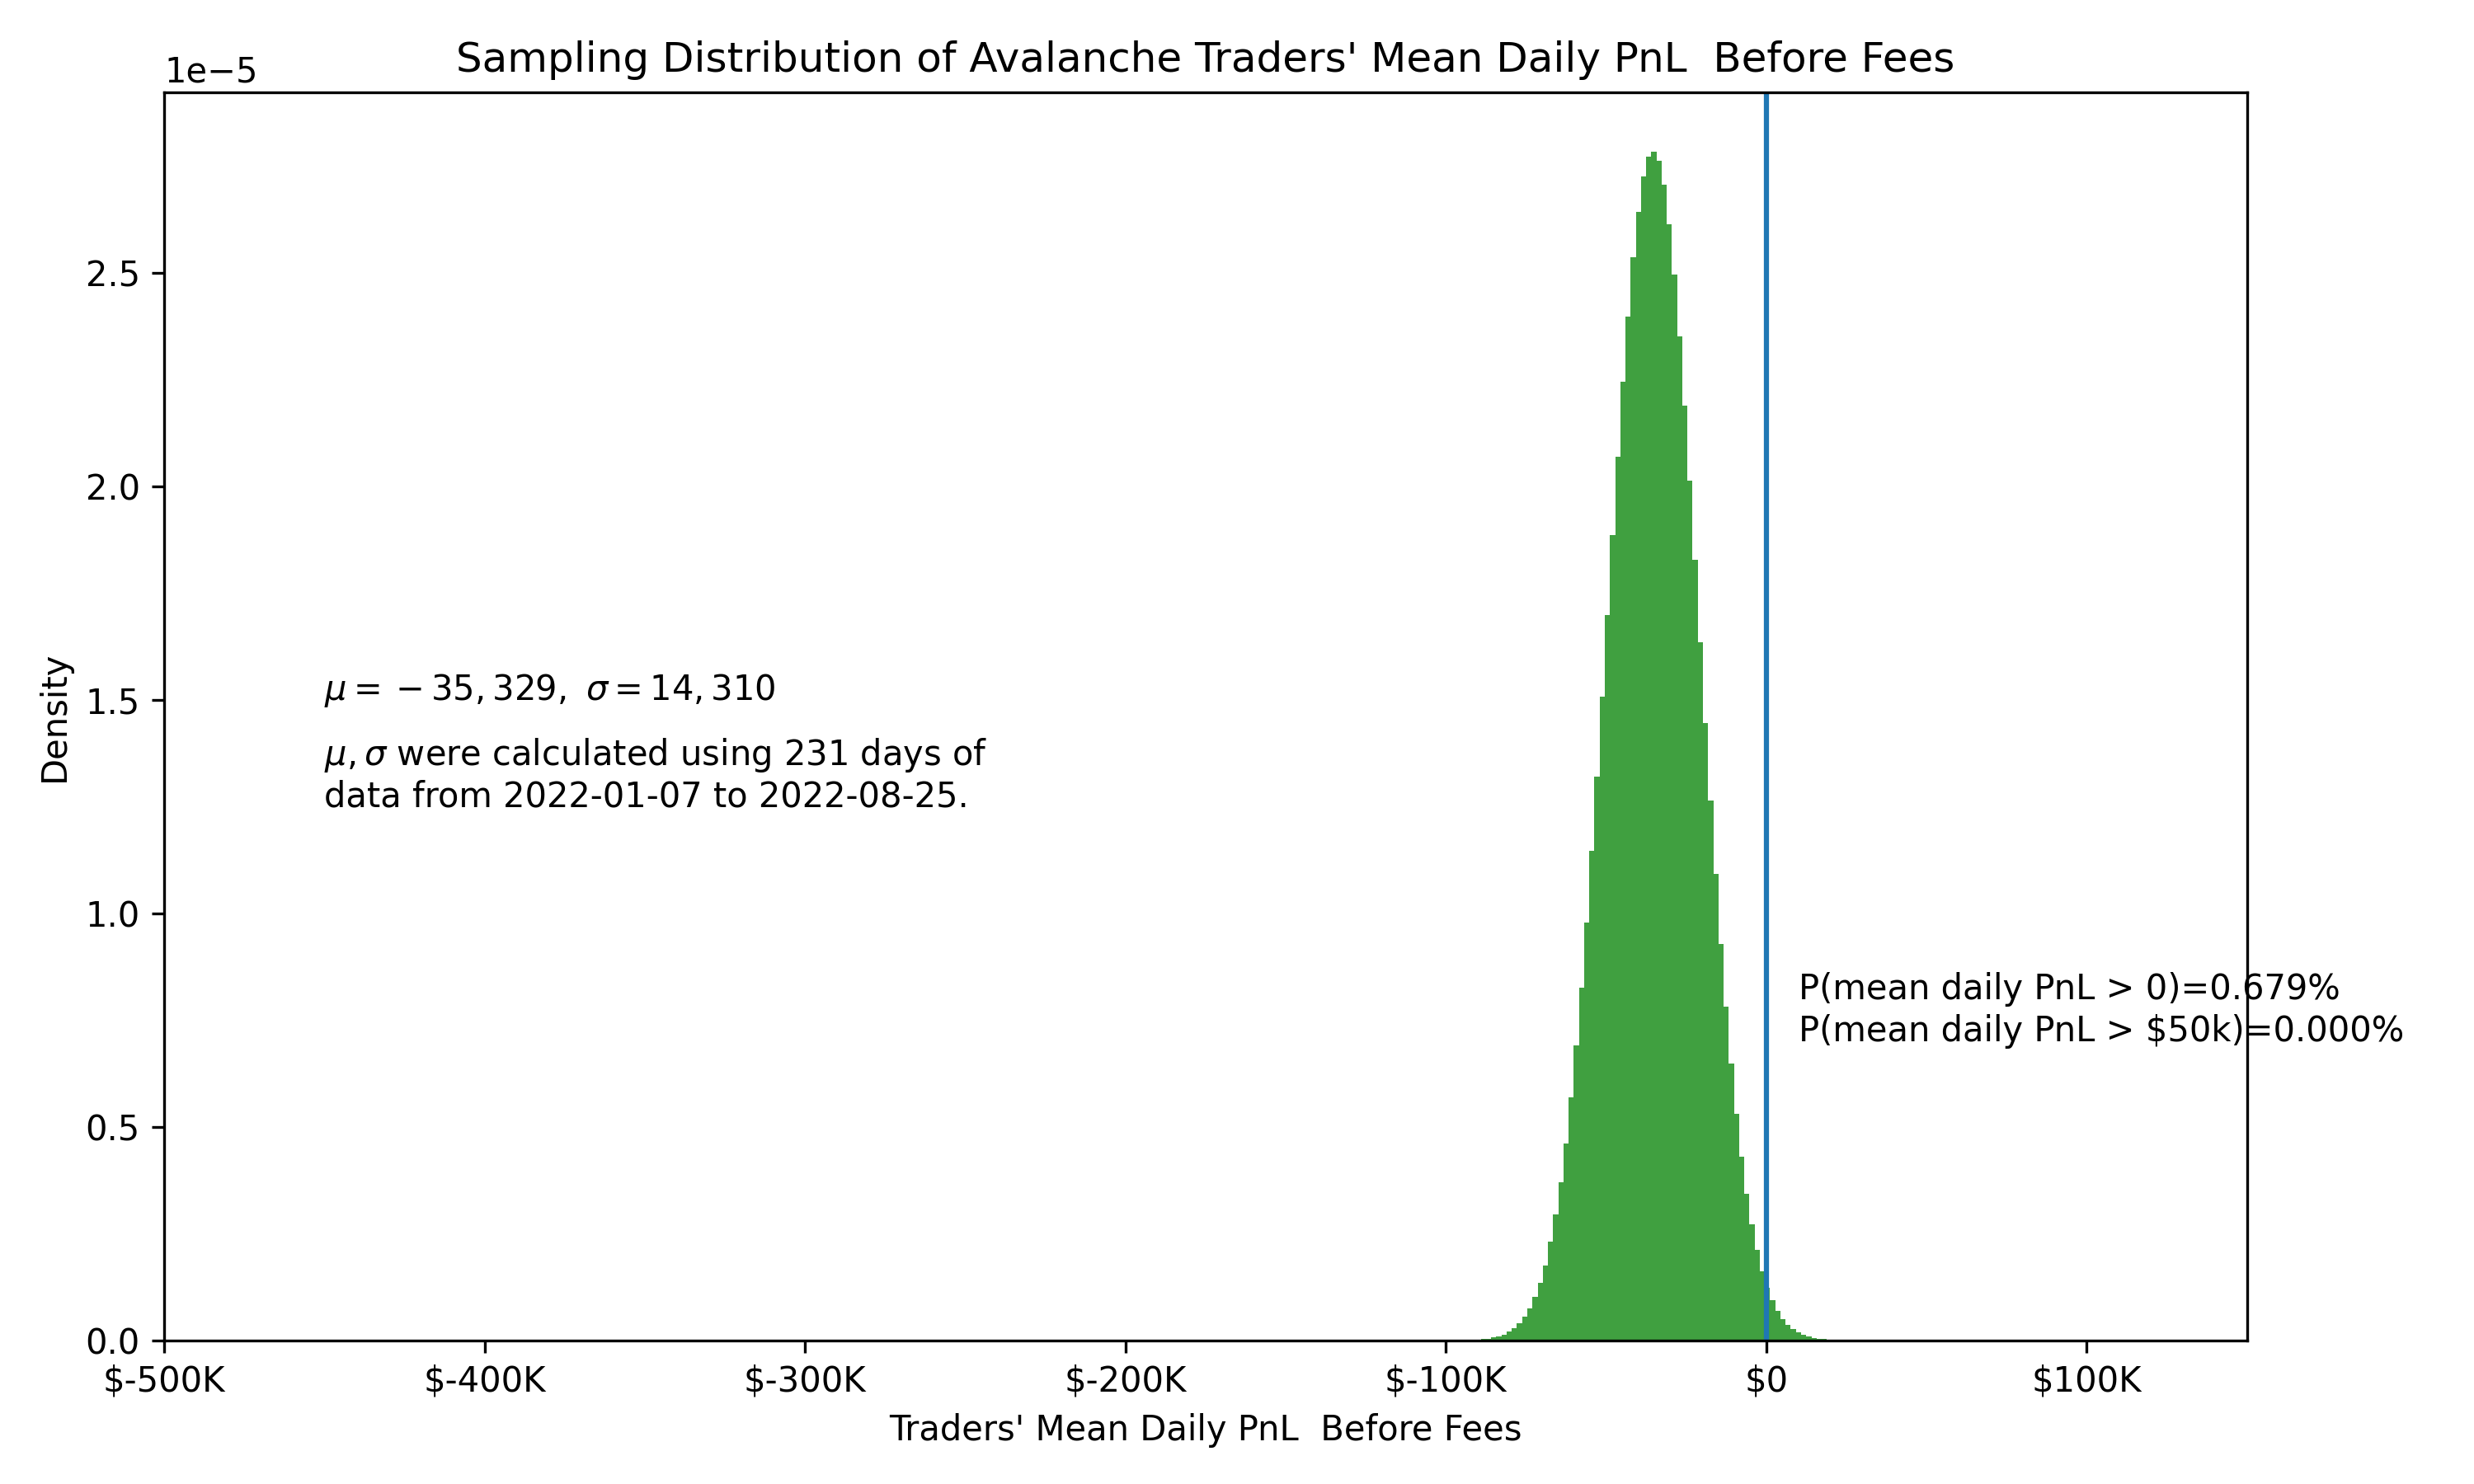 Sampling Distribution of Avalanche Traders' Mean Daily PnL  Before Fees
1e−5
2.5
2.0
1.5
1.0
0.5
0.0
Density
μ = − 35, 329, σ = 14, 310
μ, σ were calculated using 231 days of
data from 2022-01-07 to 2022-08-25.
P(mean daily PnL > 0)=0.679%
P(mean daily PnL > $50k)=0.000%
$-500K $-400K $-300K $-200K $-100K $0 $100K
Traders' Mean Daily PnL  Before Fees